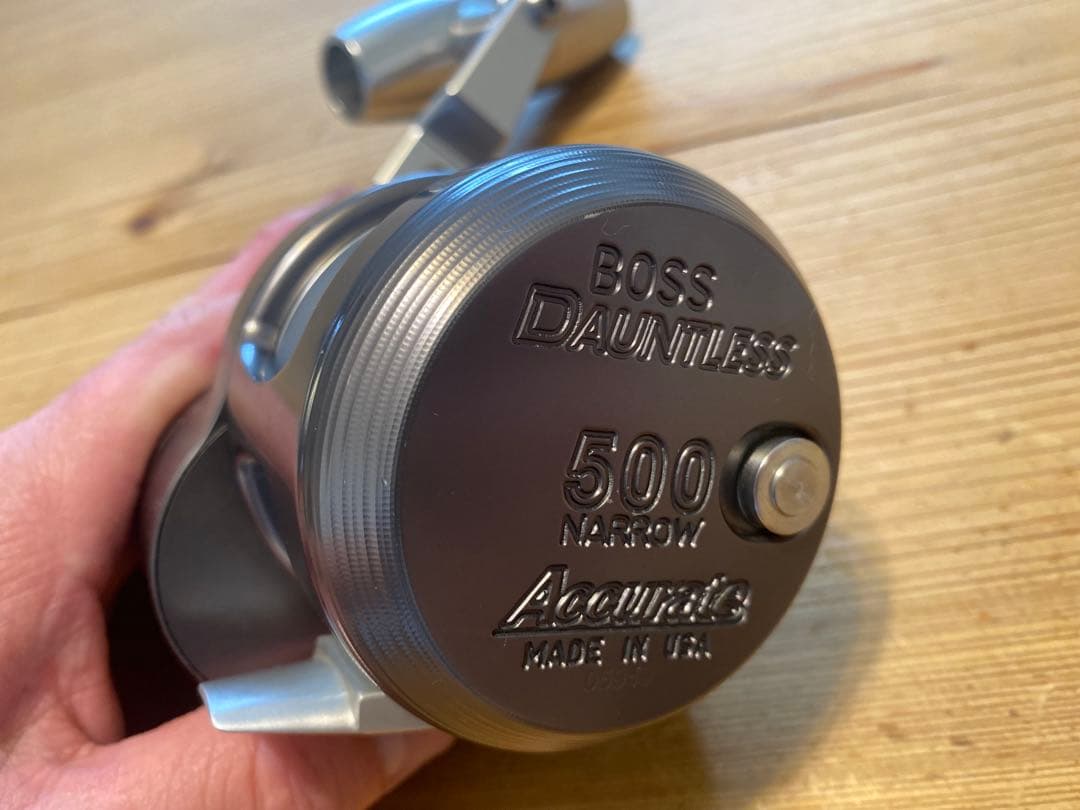 BOSS
DAUNTLESS
500
NARROW
Accurate
MADE IN USA